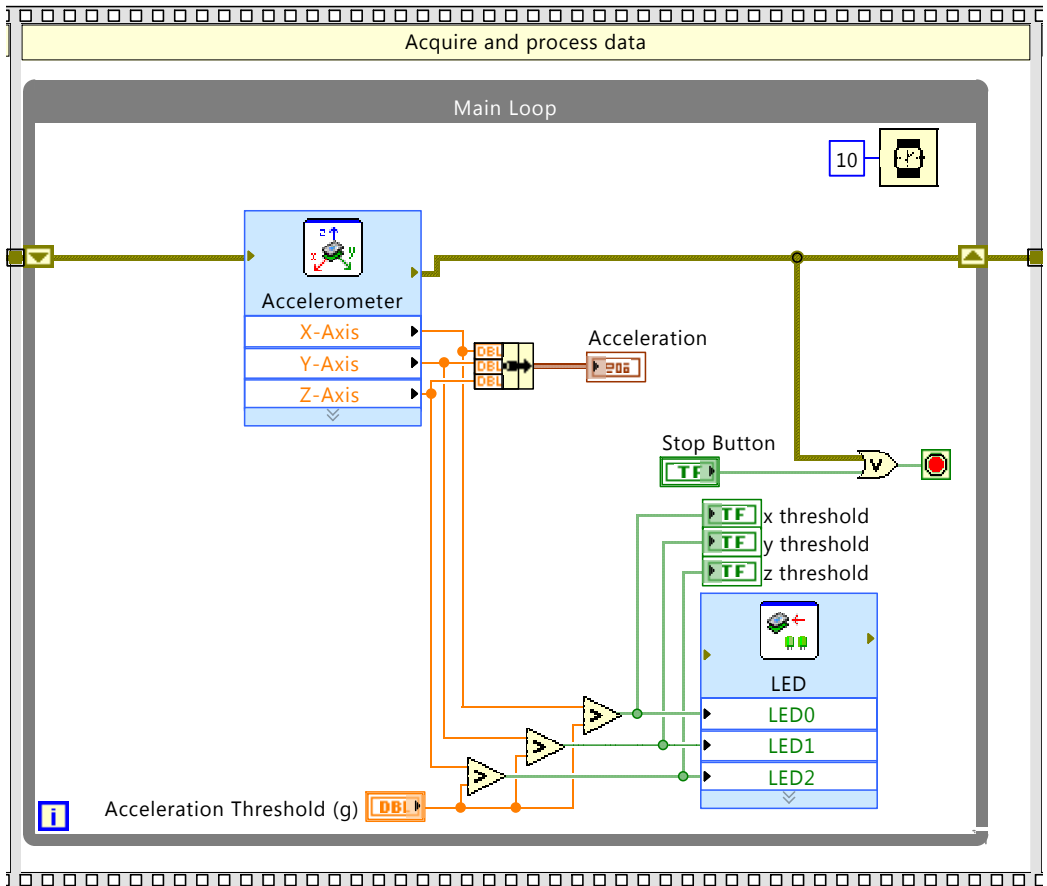 Acquire and process data
Main Loop
10
z
x
y
Accelerometer
X-Axis
Y-Axis
Z-Axis
DBL
DBL
DBL
Acceleration
Stop Button
TF
V
TF x threshold
TF y threshold
TF z threshold
LED
> LED0
> LED1
> LED2
Acceleration Threshold (g) DBL
i